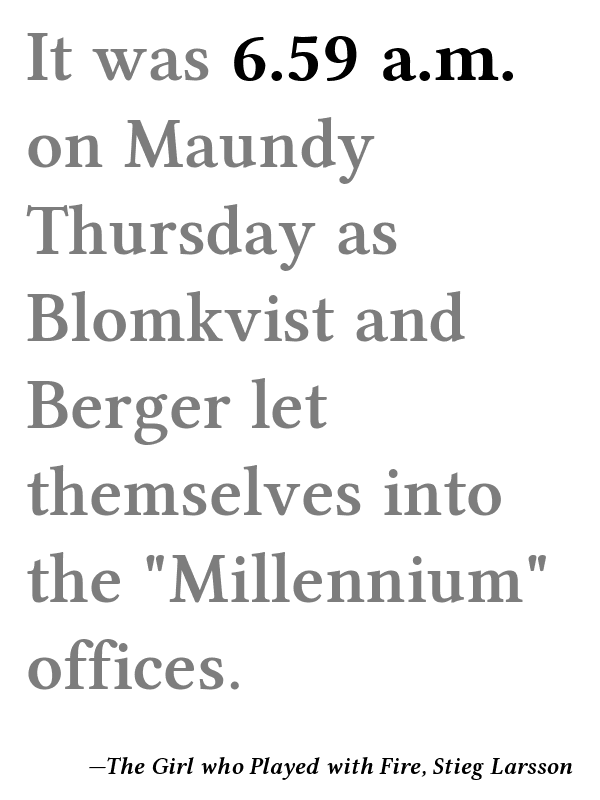 It was 6.59 a.m.
on Maundy
Thursday as
Blomkvist and
Berger let
themselves into
the "Millennium"
offices.
—The Girl who Played with Fire, Stieg Larsson